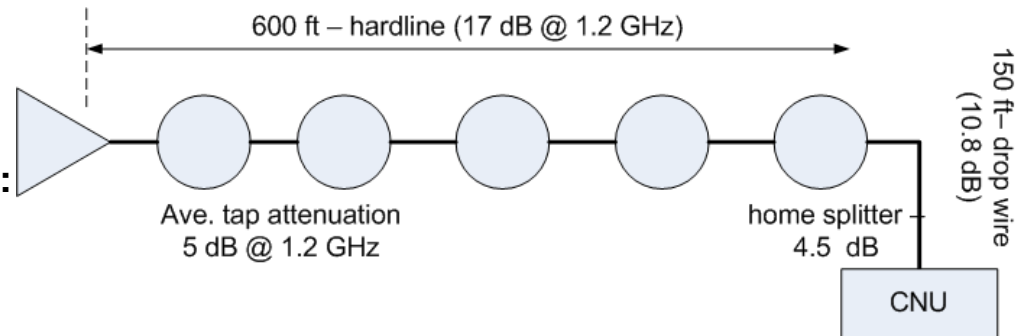 600 ft – hardline (17 dB @ 1.2 GHz)
150 ft– drop wire
(10.8 dB)
:
Ave. tap attenuation
5 dB @ 1.2 GHz
home splitter
4.5 dB
CNU